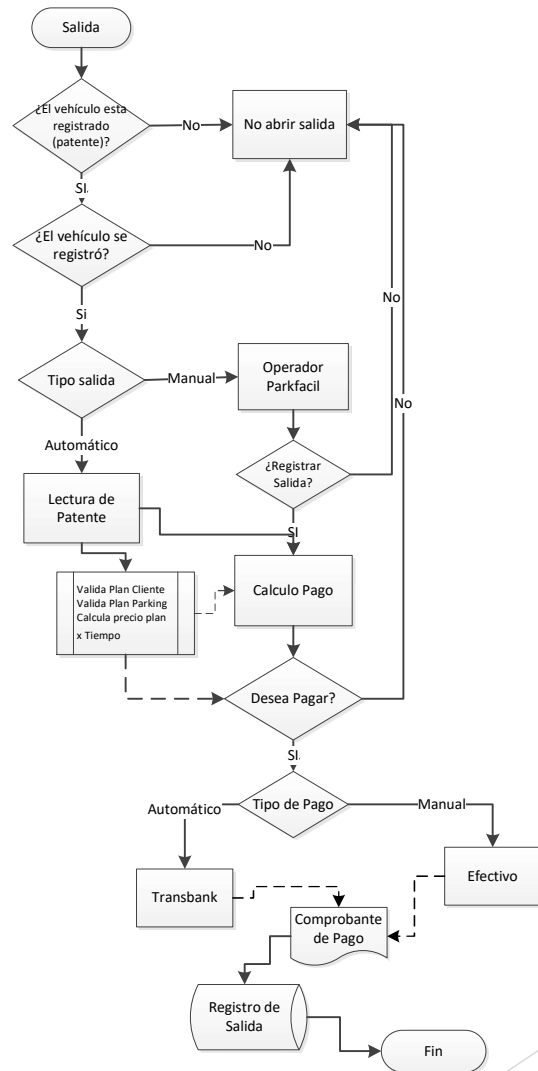 Salida
¿El vehículo esta
registrado
(patente)?
No
No abrir salida
SI
¿El vehículo se
registró?
No
Si
No
Tipo salida
Manual
Operador
Parkfacil
No
Automático
¿Registrar
Salida?
Lectura de
Patente
SI
Valida Plan Cliente
Valida Plan Parking
Calcula precio plan
x Tiempo
Calculo Pago
Desea Pagar?
SI
Tipo de Pago
Automático
Manual
Transbank
Efectivo
Comprobante
de Pago
Registro de
Salida
Fin